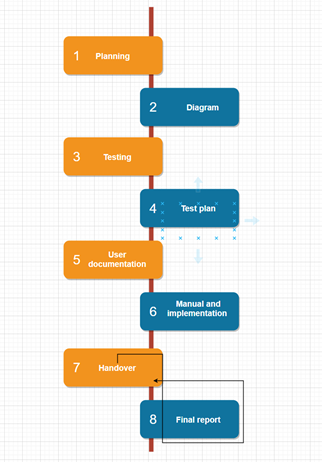 1 Planning
2 Diagram
3 Testing
4 Test plan
5 User
documentation
6 Manual and
implementation
7 Handover
8 Final report